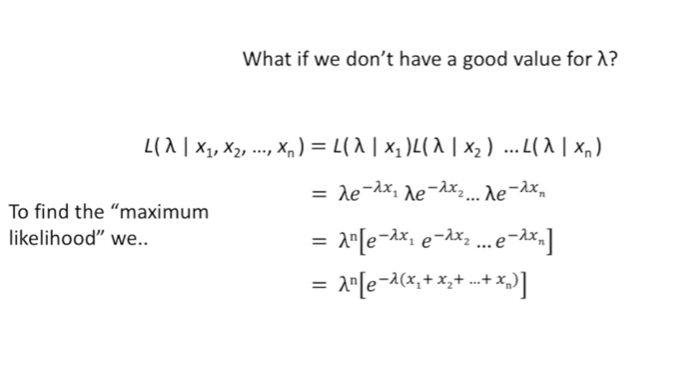 What if we don't have a good value for λ?
L( λ | x₁, x₂, ..., xₙ ) = L( λ | x₁ )L( λ | x₂ ) ...L( λ | xₙ )
= λe^−λx₁ λe^−λx₂... λe^−λxₙ
To find the “maximum
likelihood” we..
= λⁿ[e^−λx₁ e^−λx₂ ... e^−λxₙ]
= λⁿ[e^−λ(x₁+ x₂+ ...+ xₙ)]